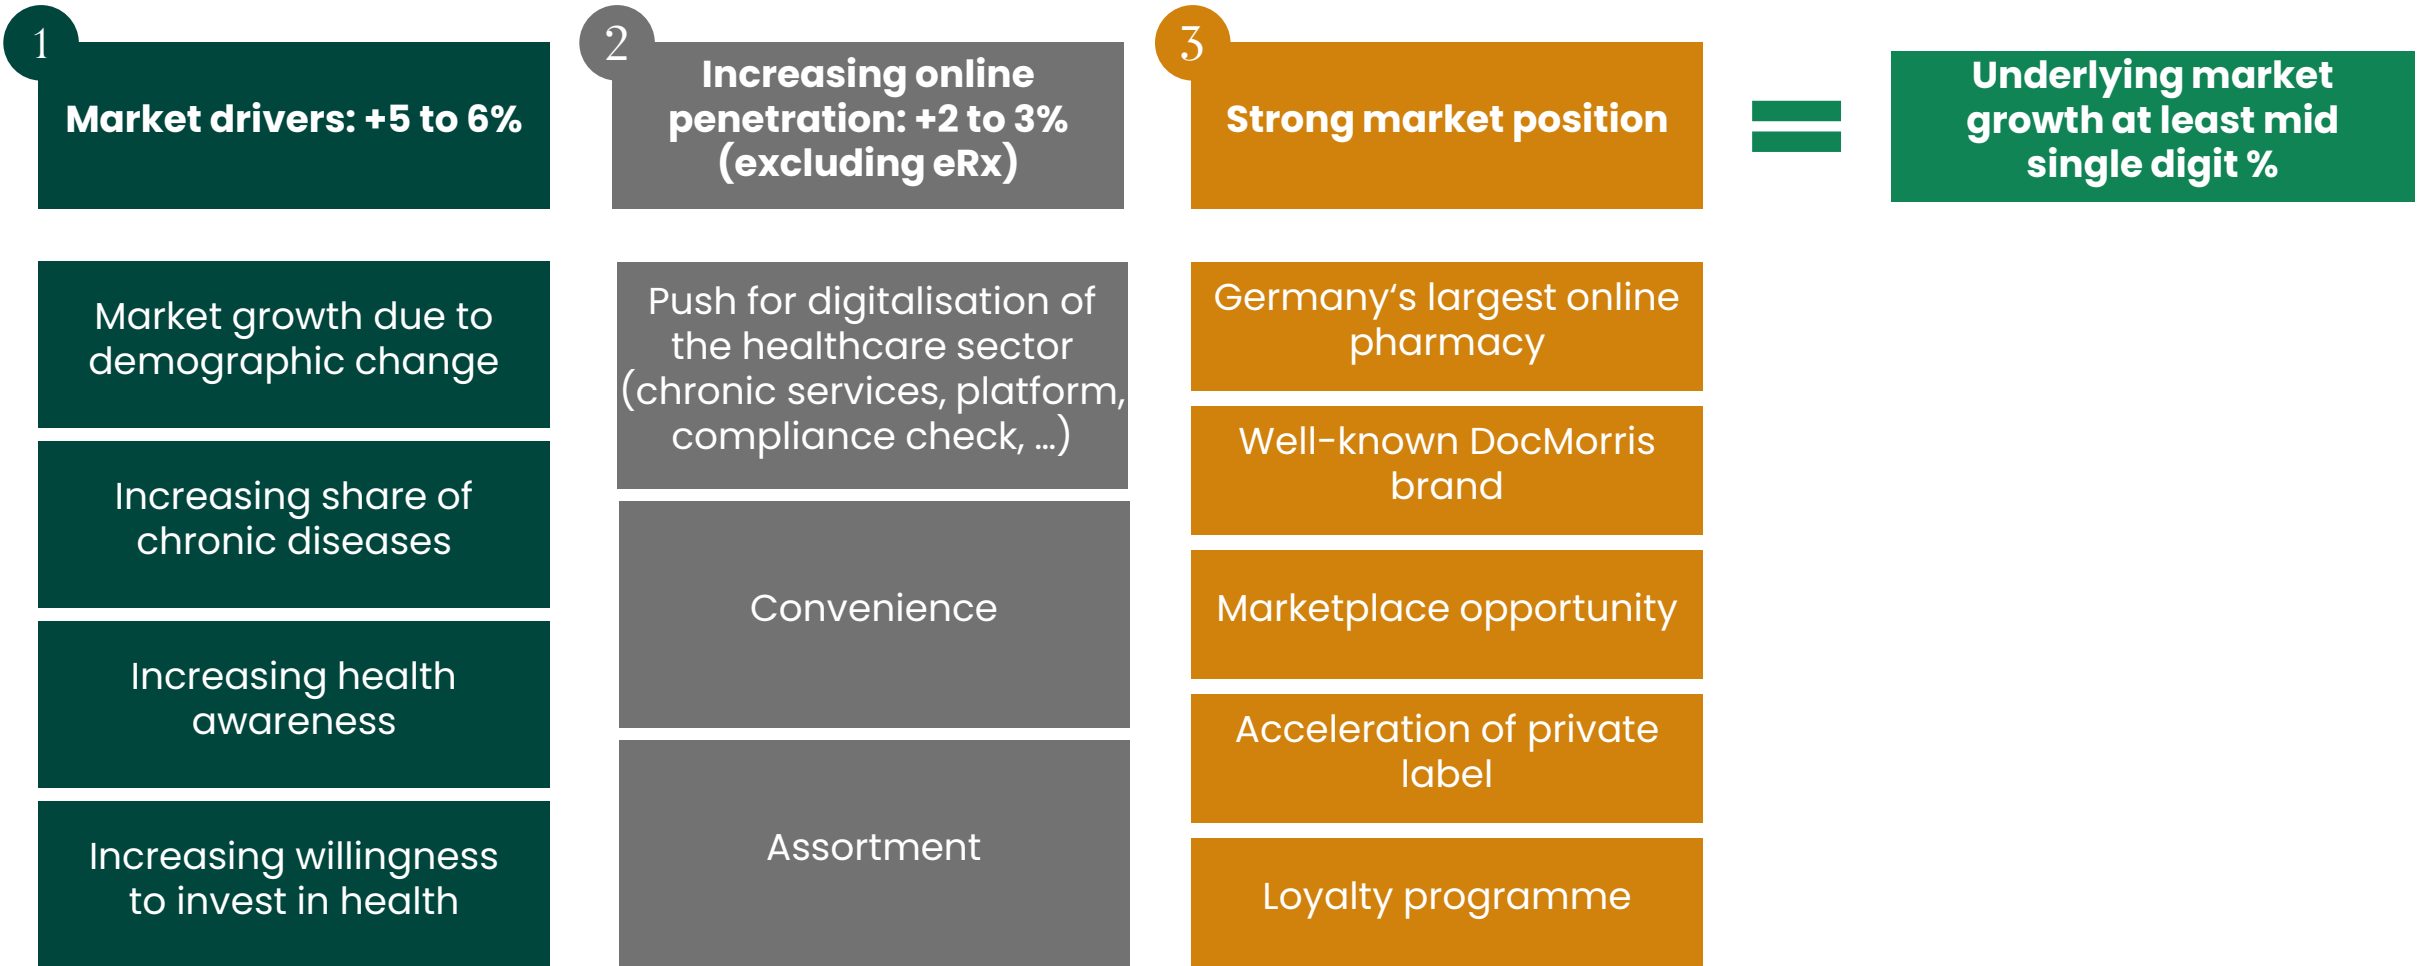 1
Market drivers: +5 to 6%
Market growth due to
demographic change
Increasing share of
chronic diseases
Increasing health
awareness
Increasing willingness
to invest in health
2
Increasing online
penetration: +2 to 3%
(excluding eRx)
Push for digitalisation of
the healthcare sector
(chronic services, platform,
compliance check, …)
Convenience
Assortment
3
Strong market position
Germany‘s largest online
pharmacy
Well-known DocMorris
brand
Marketplace opportunity
Acceleration of private
label
Loyalty programme
=
Underlying market
growth at least mid
single digit %